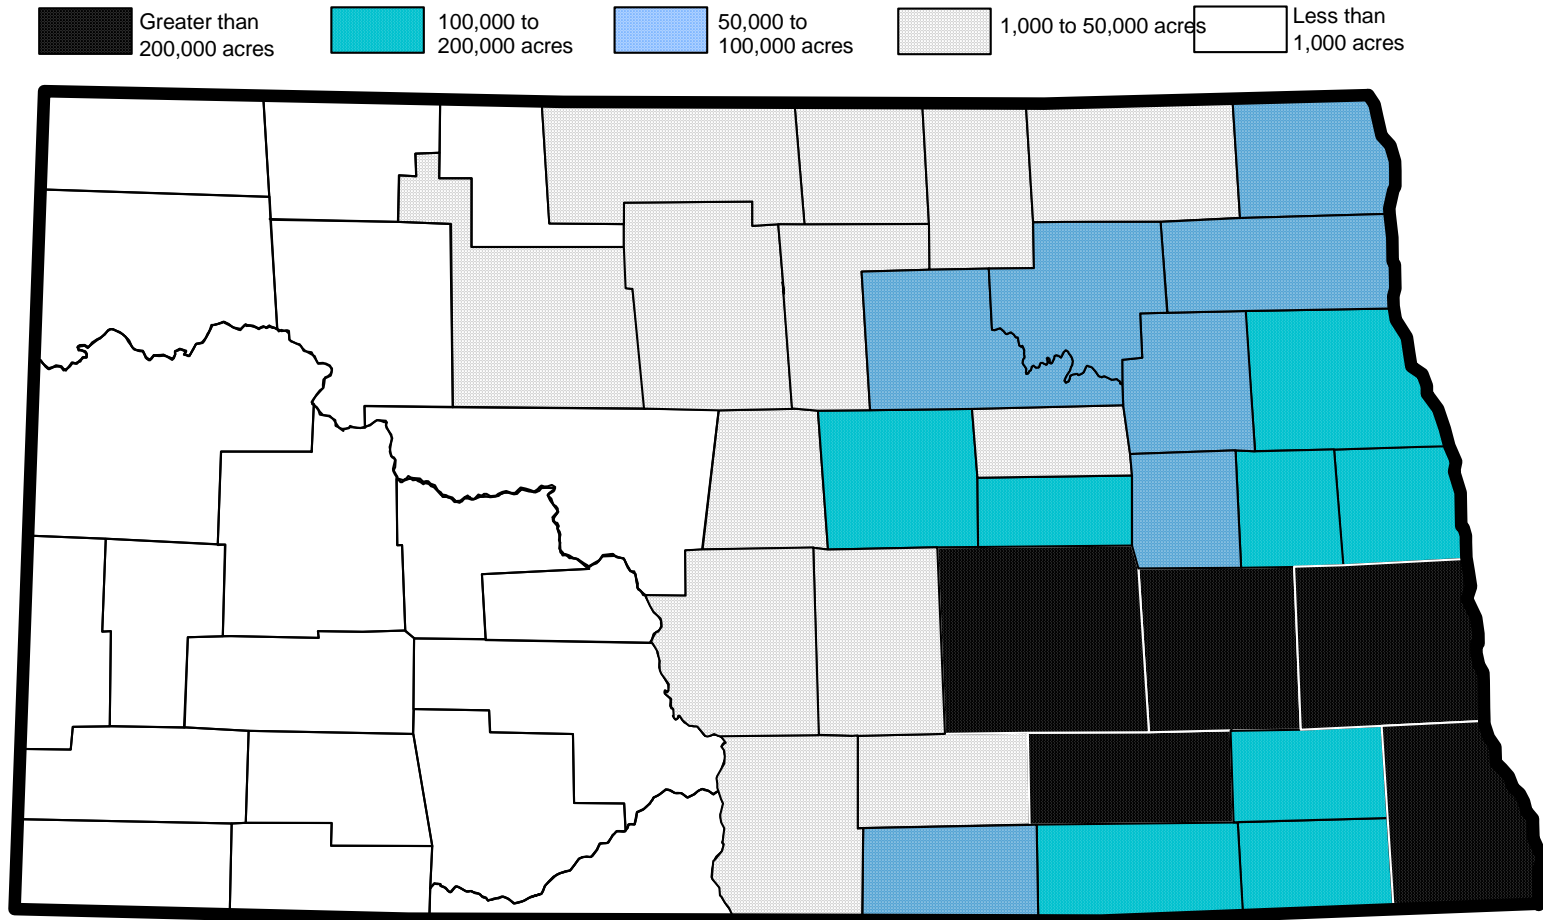 Greater than
200,000 acres
100,000 to
200,000 acres
50,000 to
100,000 acres
1,000 to 50,000 acres
Less than
1,000 acres